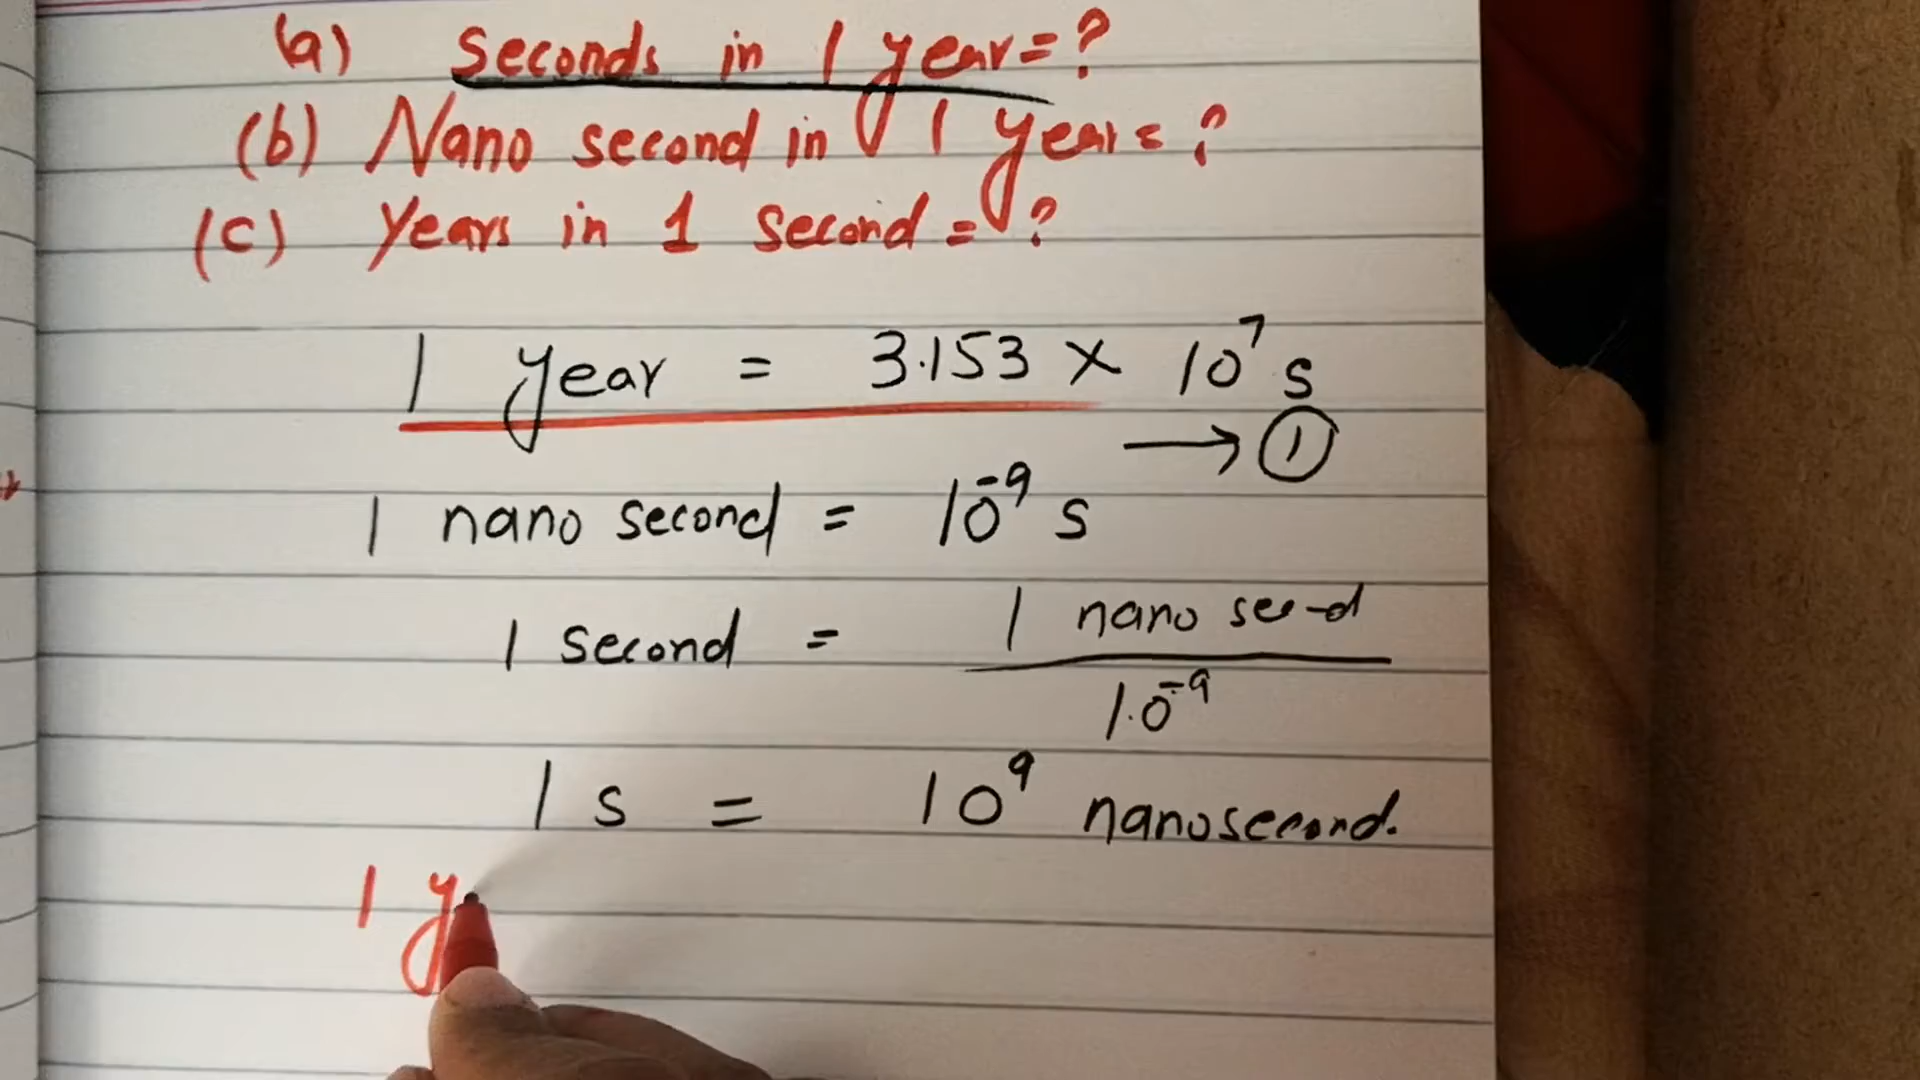 (a) Seconds in 1 year = ?
(b) Nano second in 1 year = ?
(c) Years in 1 second = ?
1 year = 3.153 × 10⁷ s
→ ①
1 nano second = 10⁻⁹ s
1 second = 1 nano second / 10⁻⁹
1 s = 10⁹ nanosecond.
1 y